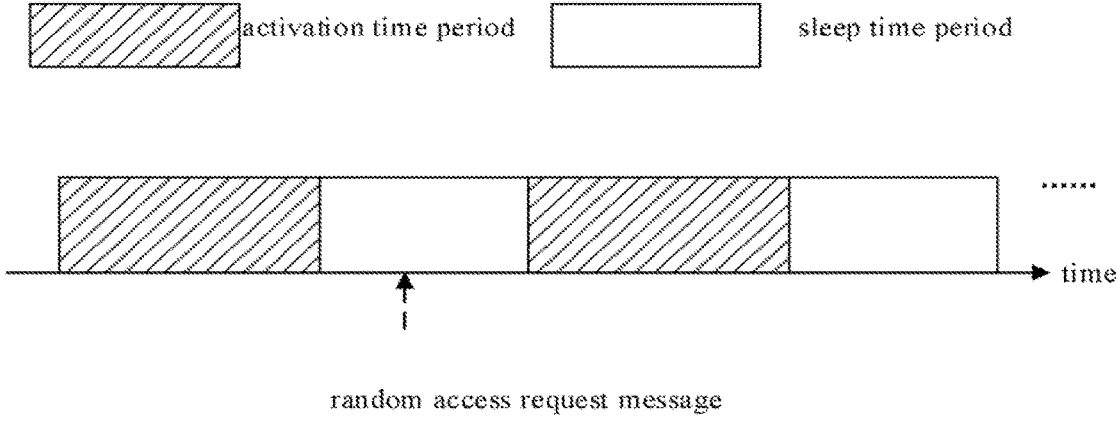 activation time period
sleep time period
......
time
random access request message